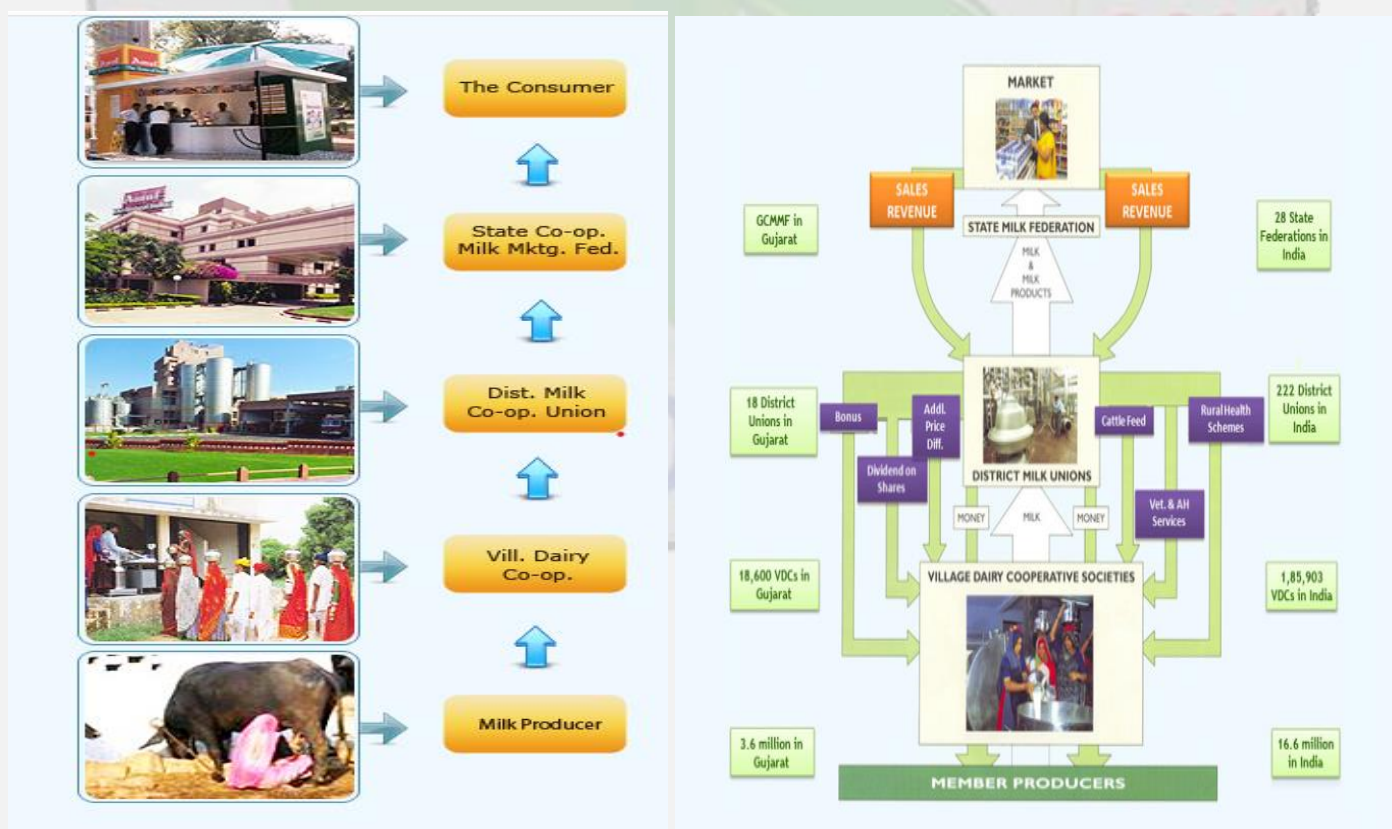 Amul
Amul
The Consumer
Amul
State Co-op.
Milk Mktg. Fed.
Dist. Milk
Co-op. Union
Vill. Dairy
Co-op.
Milk Producer
MARKET
SALES
REVENUE
SALES
REVENUE
GCMMF in
Gujarat
STATE MILK FEDERATION
28 State
Federations in
India
MILK
&
MILK
PRODUCTS
18 District
Unions in
Gujarat
Bonus
Addl.
Price
Diff.
Dividend on
Shares
DISTRICT MILK UNIONS
Cattle Feed
Rural Health
Schemes
Vet. & AH
Services
222 District
Unions in
India
MONEY
MILK
MONEY
18,600 VDCs in
Gujarat
VILLAGE DAIRY COOPERATIVE SOCIETIES
1,85,903
VDCs in India
3.6 million in
Gujarat
16.6 million
in India
MEMBER PRODUCERS